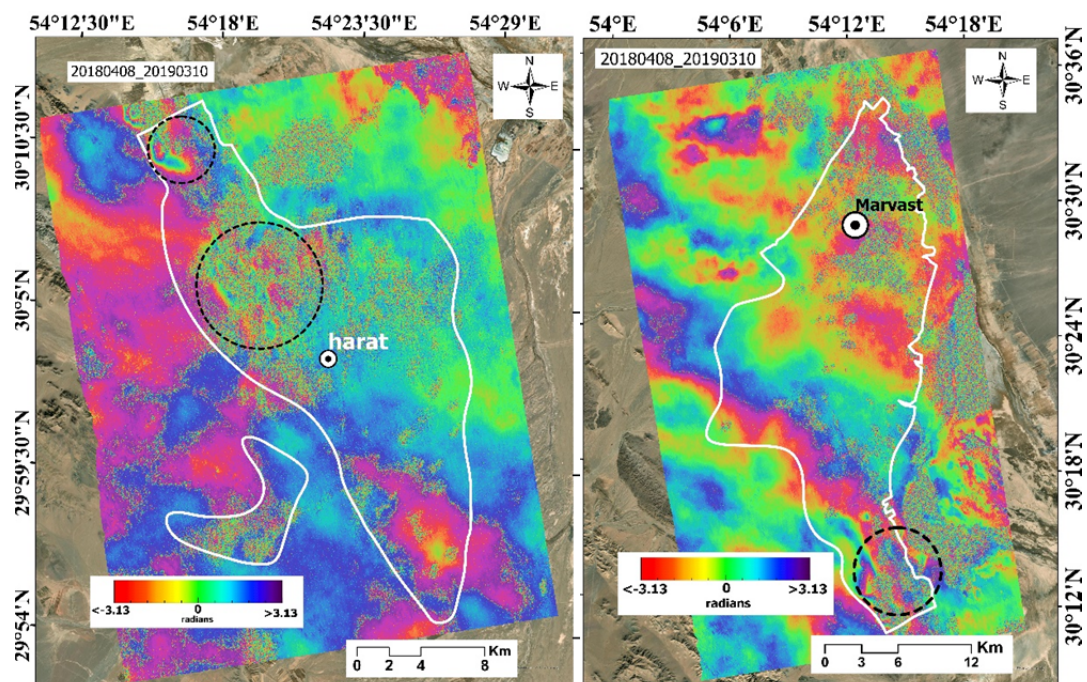 54°12'30"E 54°18'"E 54°23'30"E 54°29'E
20180408_20190310
N
W E
S
30°10'30"N
30°5'N
29°59'30"N
29°54'N
harat
<-3.13 0 >3.13
radians
0 2 4 8 Km
54°E 54°6'E 54°12'E 54°18'E
20180408_20190310
N
W E
S
30°36'N
30°30'N
30°24'N
30°18'N
30°12'N
Marvast
<-3.13 0 >3.13
radians
0 3 6 12 Km